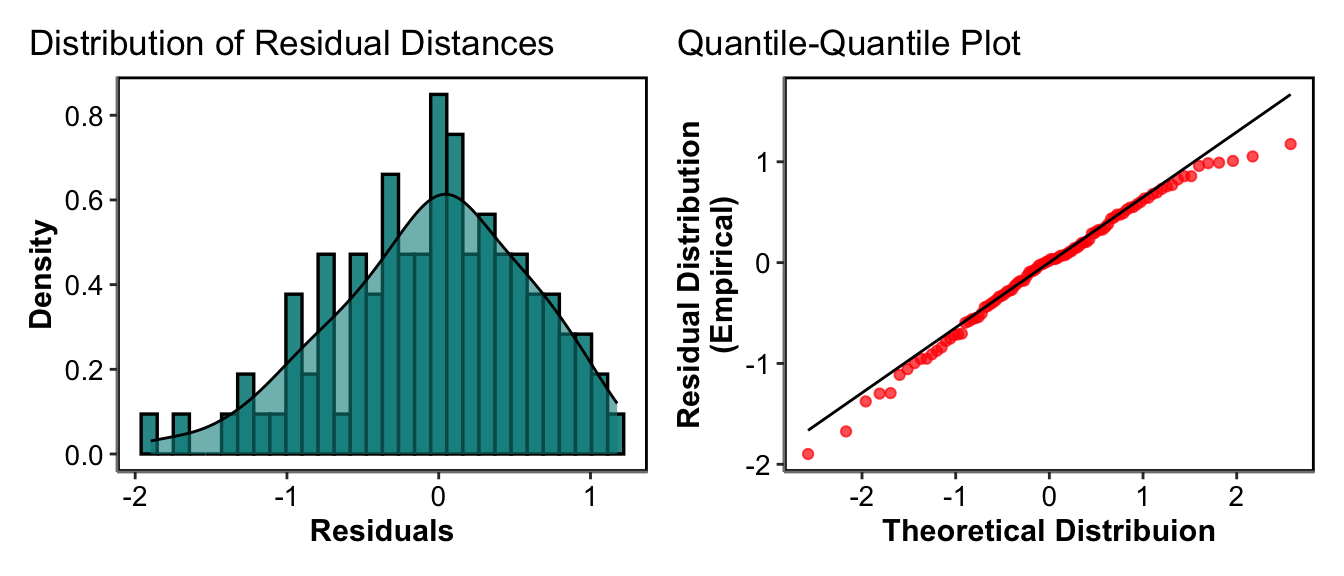 Distribution of Residual Distances
Density
0.8
0.6
0.4
0.2
0.0
-2 -1 0 1
Residuals
Quantile-Quantile Plot
Residual Distribution
(Empirical)
1
0
-1
-2
-2 -1 0 1 2
Theoretical Distribuion